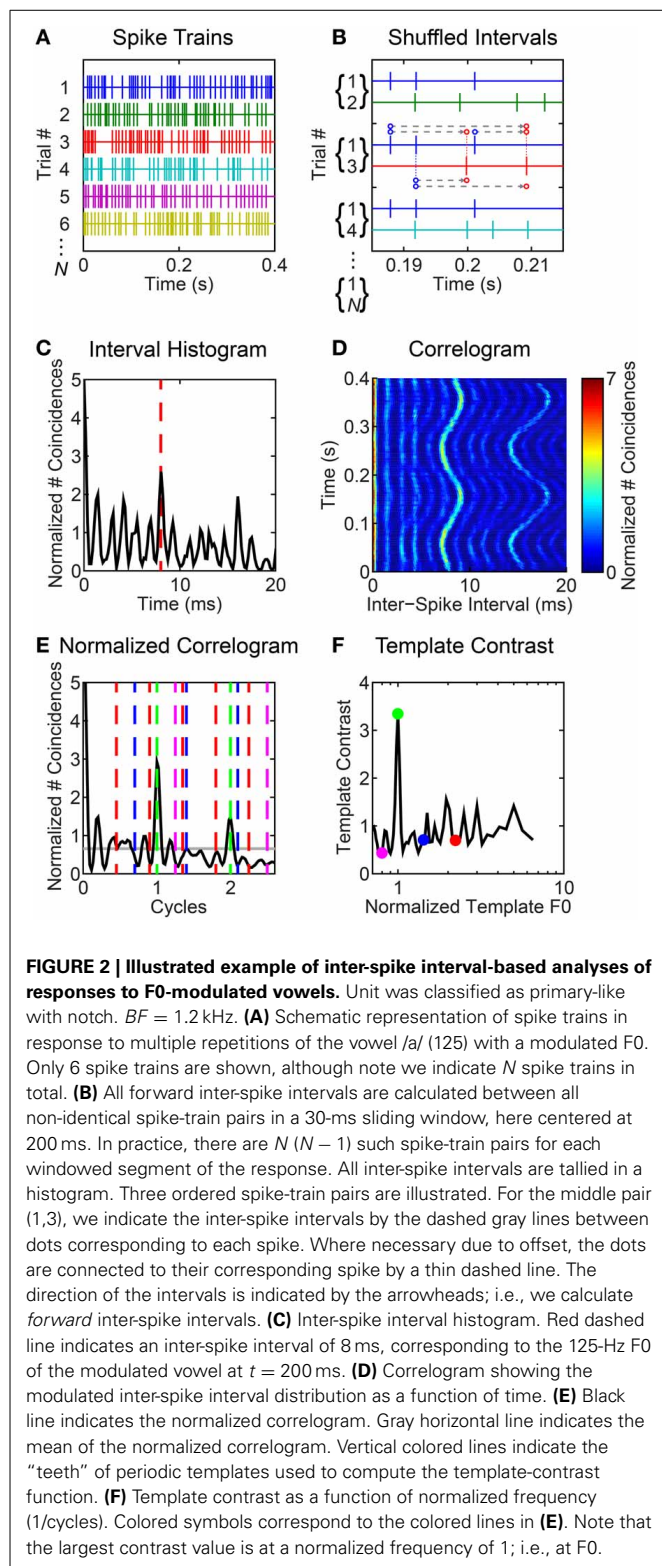 A Spike Trains
Trial #
1
2
3
4
5
6
⋮
N
0 0.2 0.4
Time (s)
B Shuffled Intervals
Trial #
{1 2}
{1 3}
{1 4}
⋮
{1 N}
0.19 0.2 0.21
Time (s)
C Interval Histogram
Normalized # Coincidences
5
4
3
2
1
0
0 10 20
Time (ms)
D Correlogram
Time (s)
0.4
0.3
0.2
0.1
0
0 10 20
Inter−Spike Interval (ms)
7
0
Normalized # Coincidences
E Normalized Correlogram
Normalized # Coincidences
5
4
3
2
1
0
0 1 2
Cycles
F Template Contrast
Template Contrast
4
3
2
1
0
1 10
Normalized Template F0
FIGURE 2 | Illustrated example of inter-spike interval-based analyses of
responses to F0-modulated vowels. Unit was classified as primary-like
with notch. BF = 1.2 kHz. (A) Schematic representation of spike trains in
response to multiple repetitions of the vowel /a/ (125) with a modulated F0.
Only 6 spike trains are shown, although note we indicate N spike trains in
total. (B) All forward inter-spike intervals are calculated between all
non-identical spike-train pairs in a 30-ms sliding window, here centered at
200 ms. In practice, there are N (N − 1) such spike-train pairs for each
windowed segment of the response. All inter-spike intervals are tallied in a
histogram. Three ordered spike-train pairs are illustrated. For the middle pair
(1,3), we indicate the inter-spike intervals by the dashed gray lines between
dots corresponding to each spike. Where necessary due to offset, the dots
are connected to their corresponding spike by a thin dashed line. The
direction of the intervals is indicated by the arrowheads; i.e., we calculate
forward inter-spike intervals. (C) Inter-spike interval histogram. Red dashed
line indicates an inter-spike interval of 8 ms, corresponding to the 125-Hz F0
of the modulated vowel at t = 200 ms. (D) Correlogram showing the
modulated inter-spike interval distribution as a function of time. (E) Black
line indicates the normalized correlogram. Gray horizontal line indicates the
mean of the normalized correlogram. Vertical colored lines indicate the
“teeth” of periodic templates used to compute the template-contrast
function. (F) Template contrast as a function of normalized frequency
(1/cycles). Colored symbols correspond to the colored lines in (E). Note that
the largest contrast value is at a normalized frequency of 1; i.e., at F0.